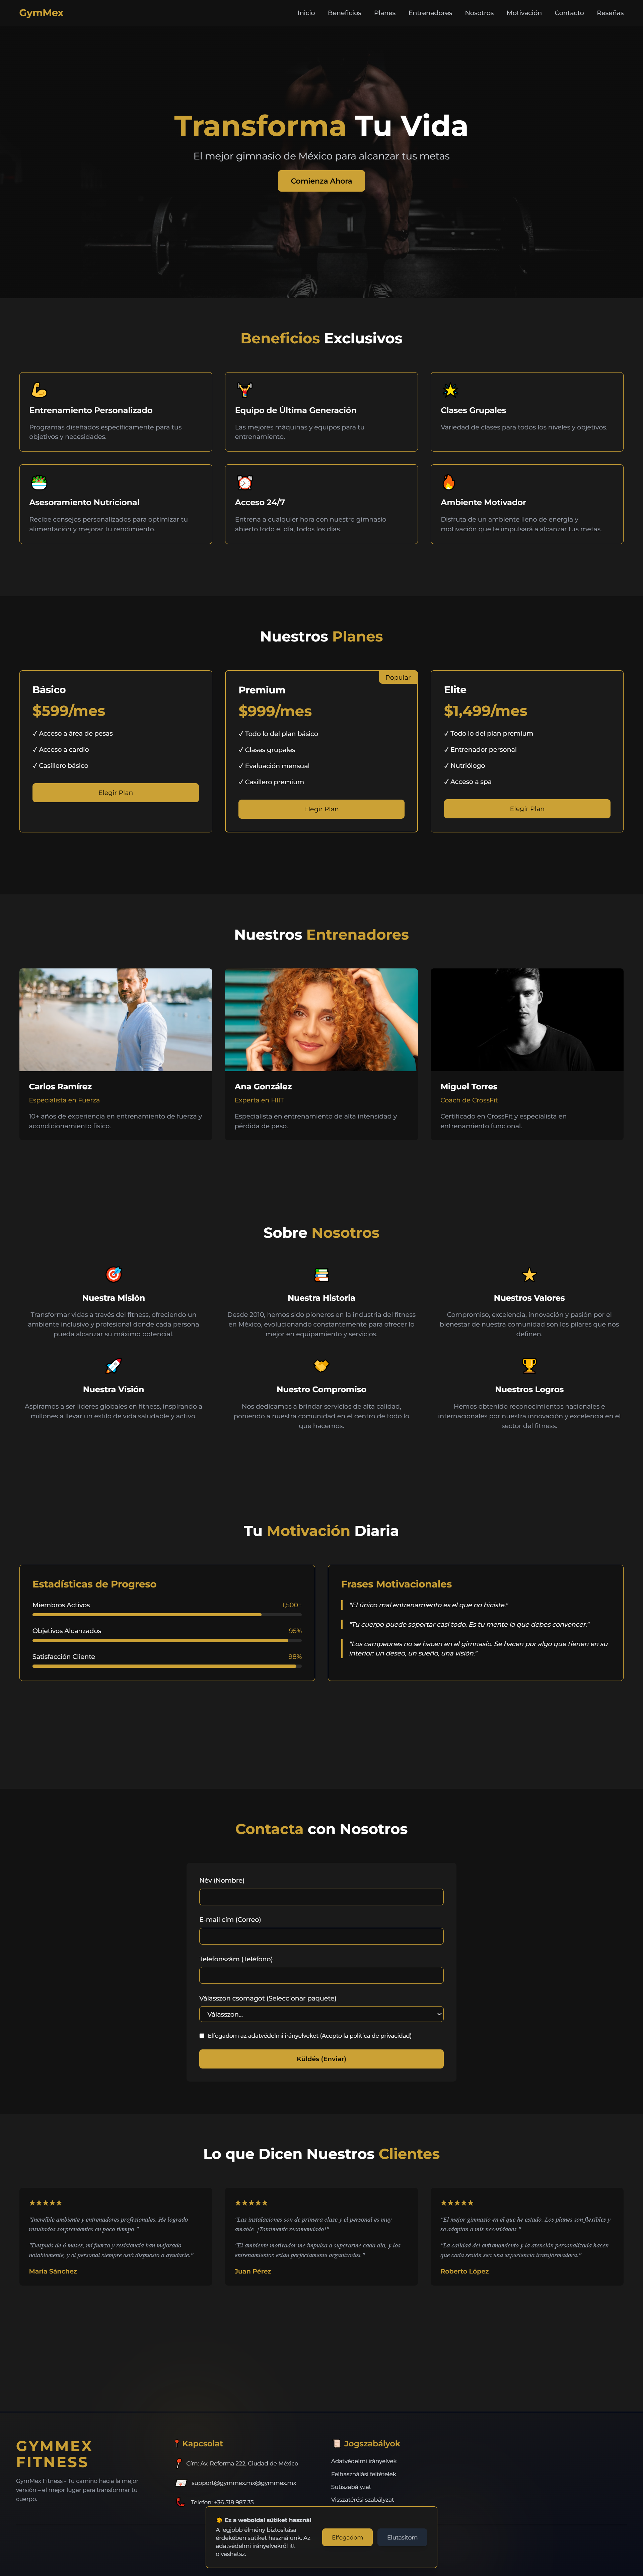 GymMex
Inicio Beneficios Planes Entrenadores Nosotros Motivación Contacto Reseñas
Transforma Tu Vida
El mejor gimnasio de México para alcanzar tus metas
Comienza Ahora
Beneficios Exclusivos
Entrenamiento Personalizado
Programas diseñados específicamente para tus
objetivos y necesidades.
Equipo de Última Generación
Las mejores máquinas y equipos para tu
entrenamiento.
Clases Grupales
Variedad de clases para todos los niveles y objetivos.
Asesoramiento Nutricional
Recibe consejos personalizados para optimizar tu
alimentación y mejorar tu rendimiento.
Acceso 24/7
Entrena a cualquier hora con nuestro gimnasio
abierto todo el día, todos los días.
Ambiente Motivador
Disfruta de un ambiente lleno de energía y
motivación que te impulsará a alcanzar tus metas.
Nuestros Planes
Básico
$599/mes
✓ Acceso a área de pesas
✓ Acceso a cardio
✓ Casillero básico
Elegir Plan
Popular
Premium
$999/mes
✓ Todo lo del plan básico
✓ Clases grupales
✓ Evaluación mensual
✓ Casillero premium
Elegir Plan
Elite
$1,499/mes
✓ Todo lo del plan premium
✓ Entrenador personal
✓ Nutriólogo
✓ Acceso a spa
Elegir Plan
Nuestros Entrenadores
Carlos Ramírez
Especialista en Fuerza
10+ años de experiencia en entrenamiento de fuerza y
acondicionamiento físico.
Ana González
Experta en HIIT
Especialista en entrenamiento de alta intensidad y
pérdida de peso.
Miguel Torres
Coach de CrossFit
Certificado en CrossFit y especialista en
entrenamiento funcional.
Sobre Nosotros
Nuestra Misión
Transformar vidas a través del fitness, ofreciendo un
ambiente inclusivo y profesional donde cada persona
pueda alcanzar su máximo potencial.
Nuestra Historia
Desde 2010, hemos sido pioneros en la industria del fitness
en México, evolucionando constantemente para ofrecer lo
mejor en equipamiento y servicios.
Nuestros Valores
Compromiso, excelencia, innovación y pasión por el
bienestar de nuestra comunidad son los pilares que nos
definen.
Nuestra Visión
Aspiramos a ser líderes globales en fitness, inspirando a
millones a llevar un estilo de vida saludable y activo.
Nuestro Compromiso
Nos dedicamos a brindar servicios de alta calidad,
poniendo a nuestra comunidad en el centro de todo lo
que hacemos.
Nuestros Logros
Hemos obtenido reconocimientos nacionales e
internacionales por nuestra innovación y excelencia en el
sector del fitness.
Tu Motivación Diaria
Estadísticas de Progreso
Miembros Activos 1,500+
Objetivos Alcanzados 95%
Satisfacción Cliente 98%
Frases Motivacionales
"El único mal entrenamiento es el que no hiciste."
"Tu cuerpo puede soportar casi todo. Es tu mente la que debes convencer."
"Los campeones no se hacen en el gimnasio. Se hacen por algo que tienen en su
interior: un deseo, un sueño, una visión."
Contacta con Nosotros
Név (Nombre)
E-mail cím (Correo)
Telefonszám (Teléfono)
Válasszon csomagot (Seleccionar paquete)
Válasszon...
Elfogadom az adatvédelmi irányelveket (Acepto la política de privacidad)
Küldés (Enviar)
Lo que Dicen Nuestros Clientes
★★★★★
"Increíble ambiente y entrenadores profesionales. He logrado
resultados sorprendentes en poco tiempo."
"Después de 6 meses, mi fuerza y resistencia han mejorado
notablemente, y el personal siempre está dispuesto a ayudarte."
María Sánchez
★★★★★
"Las instalaciones son de primera clase y el personal es muy
amable. ¡Totalmente recomendado!"
"El ambiente motivador me impulsa a superarme cada día, y los
entrenamientos están perfectamente organizados."
Juan Pérez
★★★★★
"El mejor gimnasio en el que he estado. Los planes son flexibles y
se adaptan a mis necesidades."
"La calidad del entrenamiento y la atención personalizada hacen
que cada sesión sea una experiencia transformadora."
Roberto López
GYMMEX
FITNESS
GymMex Fitness - Tu camino hacia la mejor
versión – el mejor lugar para transformar tu
cuerpo.
Kapcsolat
Cím: Av. Reforma 222, Ciudad de México
support@gymmex.mx@gymmex.mx
Telefon: +36 518 987 35
Jogszabályok
Adatvédelmi irányelvek
Felhasználási feltételek
Sütiszabályzat
Visszatérési szabályzat
Ez a weboldal sütiket használ
A legjobb élmény biztosítása
érdekében sütiket használunk. Az
adatvédelmi irányelvekről itt
olvashatsz.
Elfogadom
Elutasítom